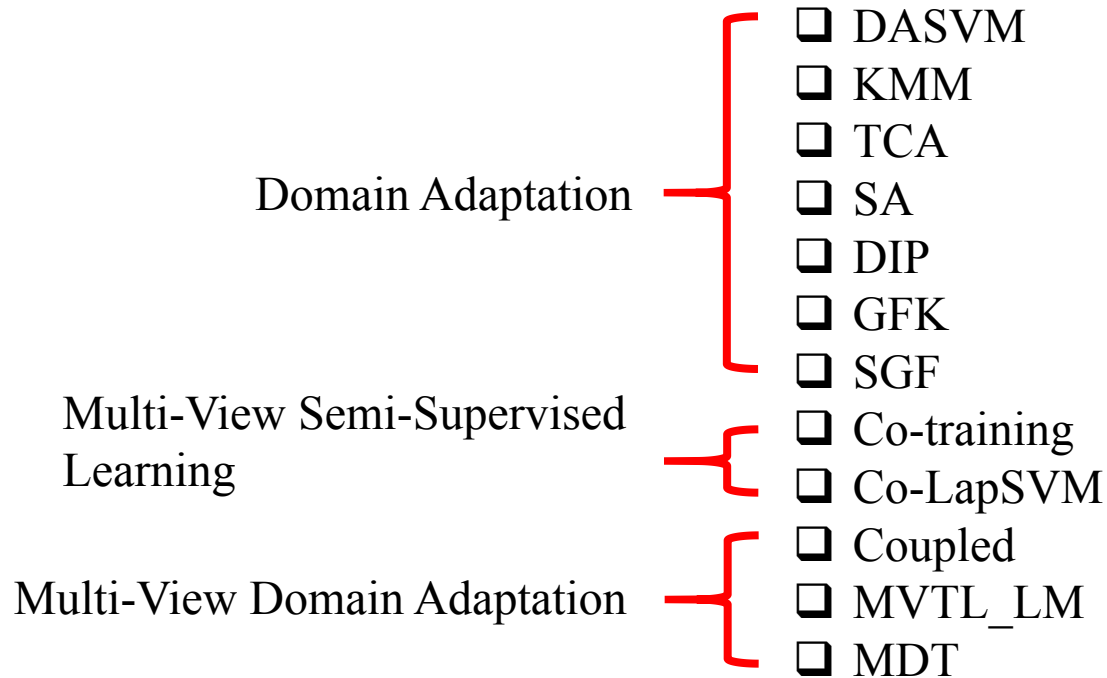 Domain Adaptation
❑ DASVM
❑ KMM
❑ TCA
❑ SA
❑ DIP
❑ GFK
❑ SGF
Multi-View Semi-Supervised
Learning
❑ Co-training
❑ Co-LapSVM
Multi-View Domain Adaptation
❑ Coupled
❑ MVTL_LM
❑ MDT